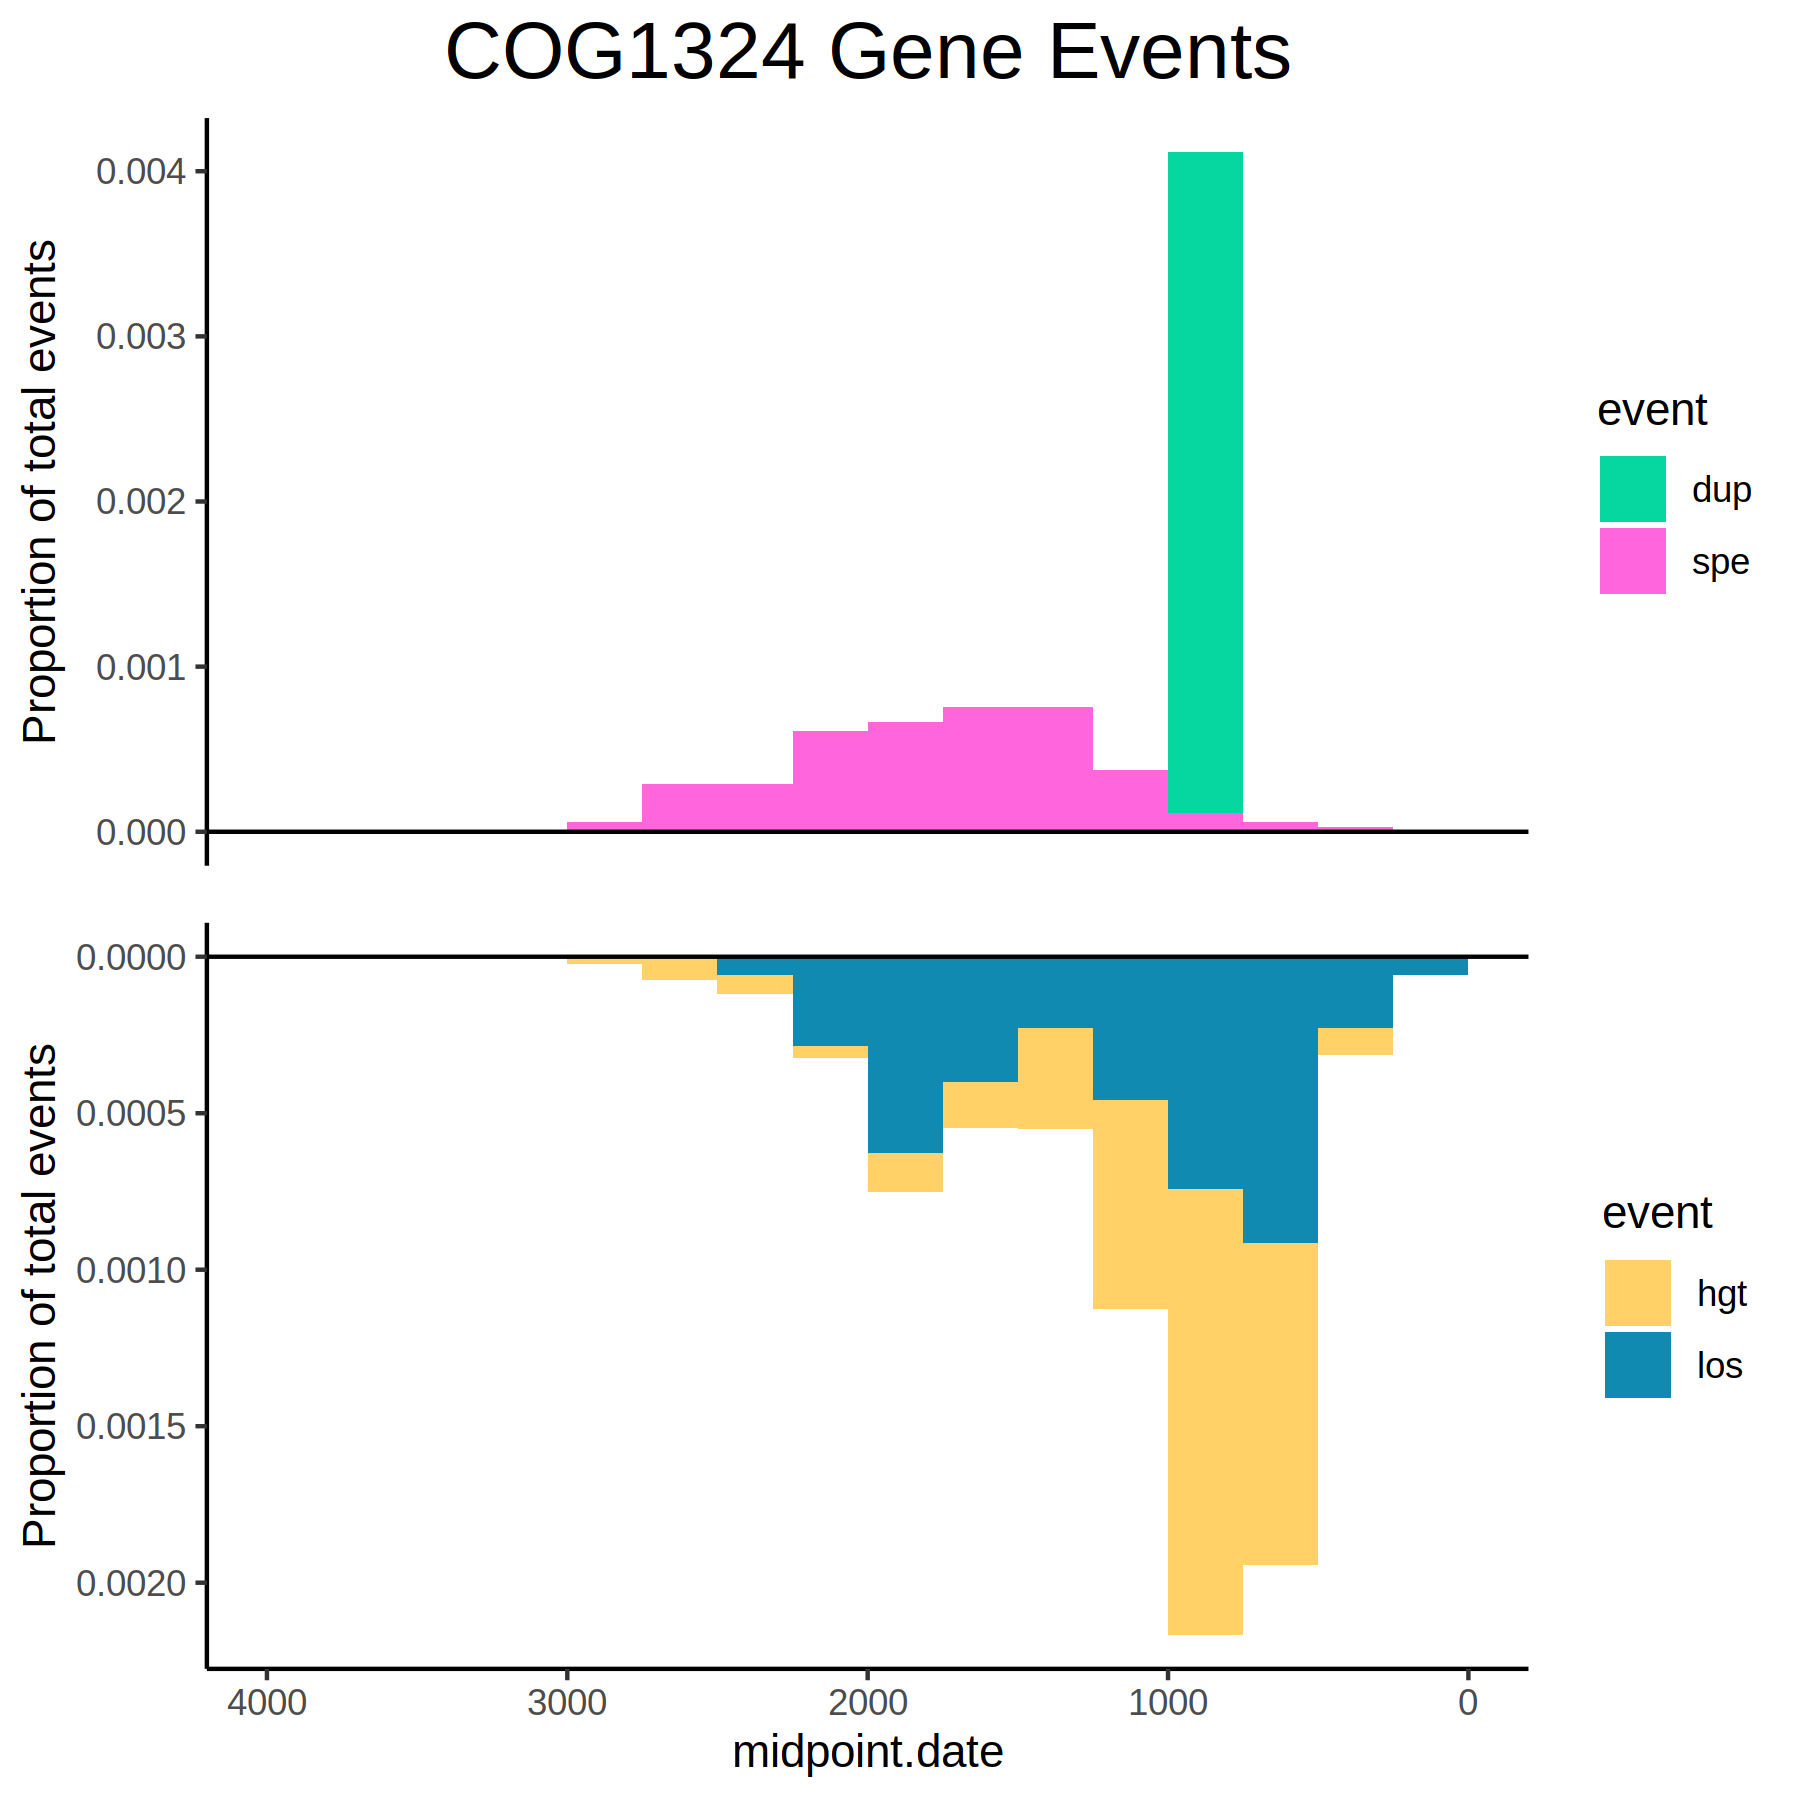 COG1324 Gene Events
Proportion of total events
0.004
0.003
0.002
0.001
0.000
event
dup
spe
Proportion of total events
0.0000
0.0005
0.0010
0.0015
0.0020
event
hgt
los
4000 3000 2000 1000 0
midpoint.date